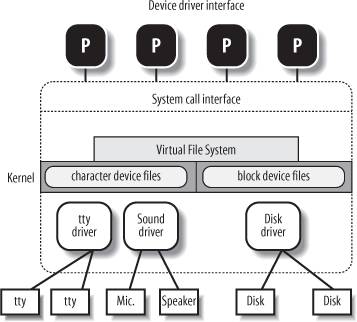 Device driver interface
P P P P
System call interface
Virtual File System
Kernel
character device files block device files
tty driver Sound driver Disk driver
tty tty Mic. Speaker Disk Disk